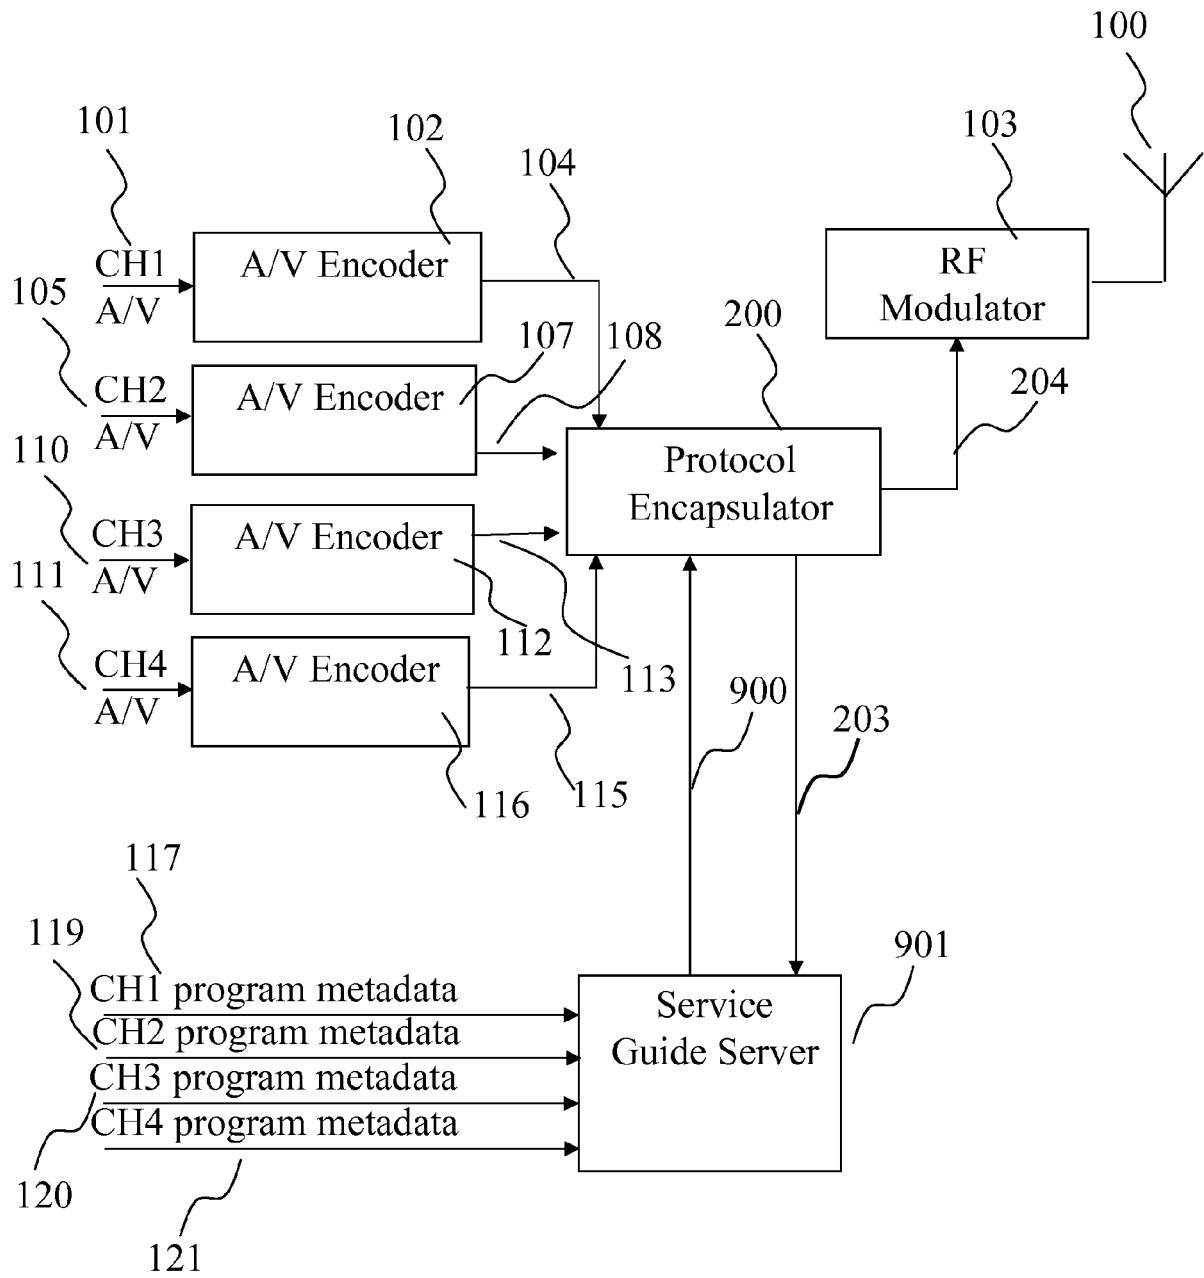 100
101
102
103
104
CH1
A/V
A/V Encoder
RF
Modulator
105
107
108
200
204
CH2
A/V
A/V Encoder
110
Protocol
Encapsulator
CH3
A/V
A/V Encoder
111
112
113
CH4
A/V
A/V Encoder
900
203
116
115
117
119
901
CH1 program metadata
CH2 program metadata
CH3 program metadata
CH4 program metadata
Service
Guide Server
120
121